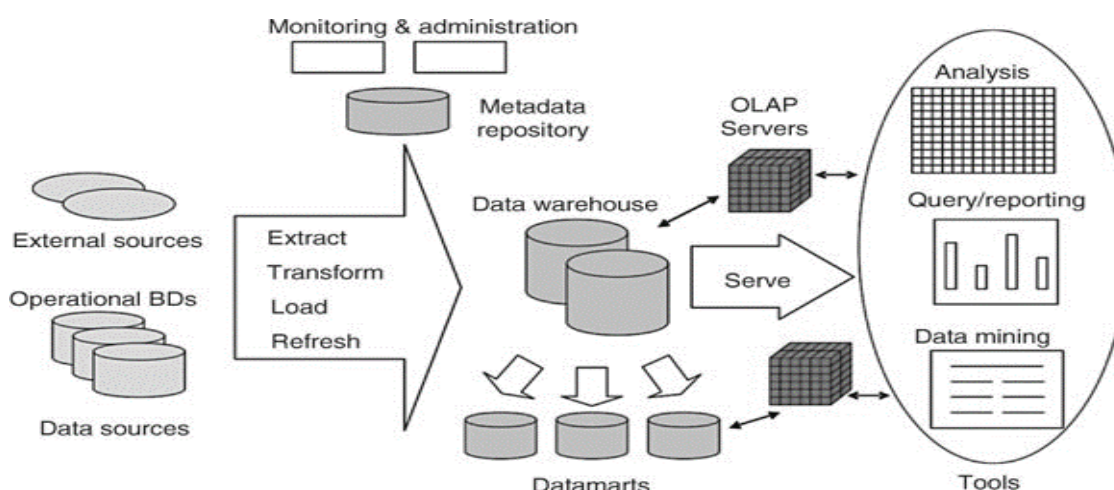 Monitoring & administration
Metadata
repository
OLAP
Servers
Analysis
External sources
Extract
Transform
Load
Refresh
Data warehouse
Serve
Query/reporting
Operational BDs
Data sources
Data mining
Datamarts
Tools